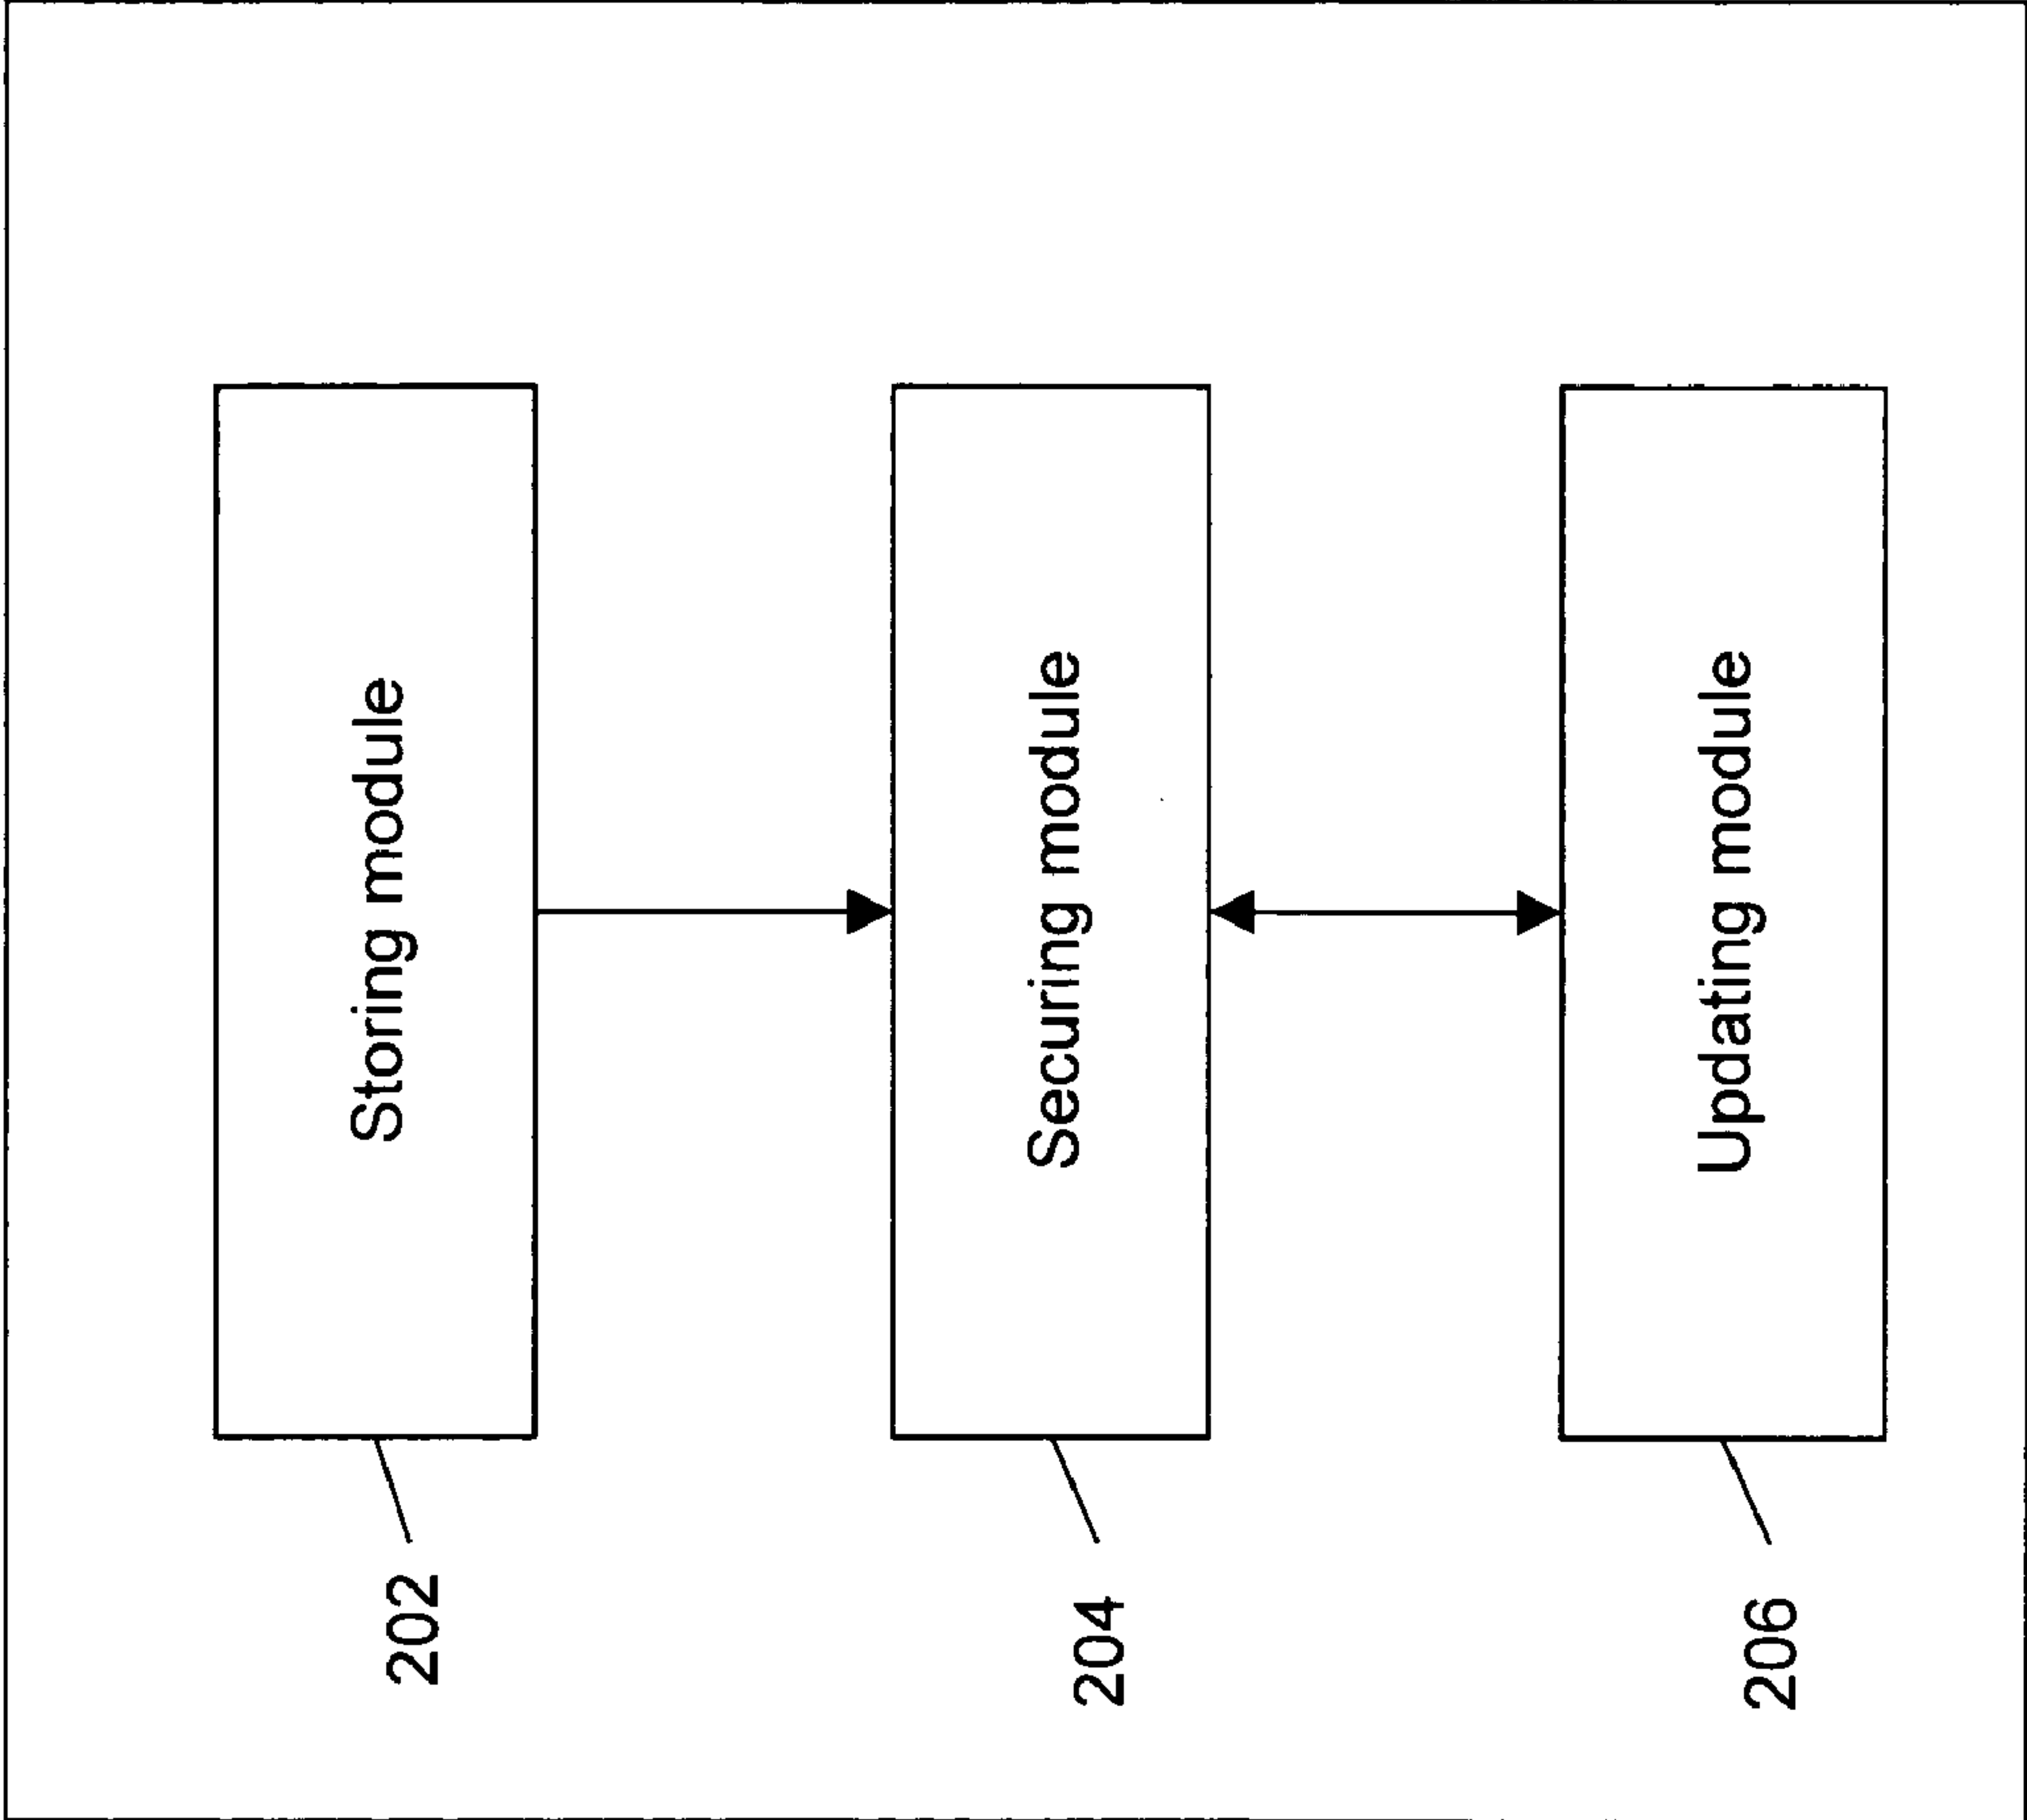 Storing module
202
Securing module
204
Updating module
206